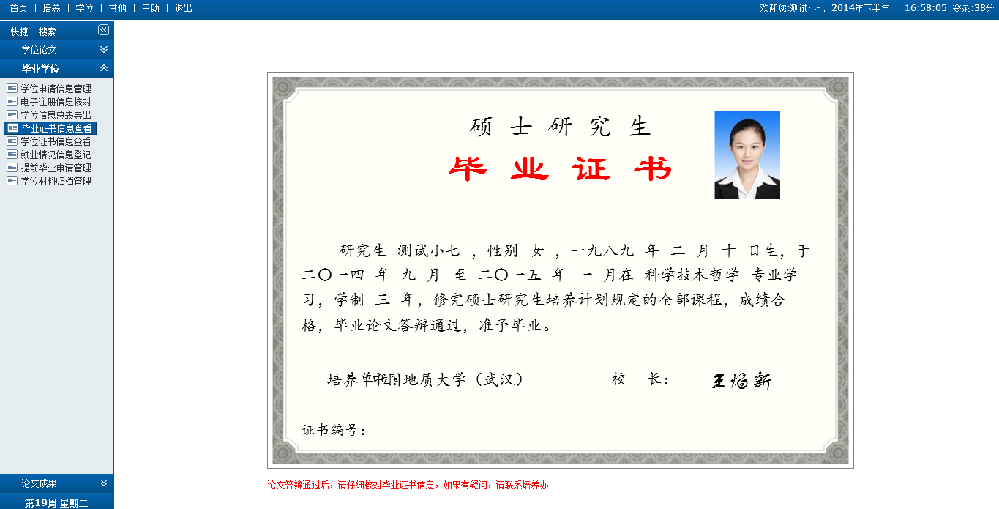 首页 | 培养 | 学位 | 其他 | 三助 | 退出
欢迎您:测试小七 2014年下半年 16:58:05 登录:38分
快捷 搜索
学位论文
毕业学位
学位申请信息管理
电子注册信息核对
学位信息总表导出
毕业证书信息查看
学位证书信息查看
就业情况信息登记
提前毕业申请管理
学位材料归档管理
论文成果
第19周 星期二
硕士研究生
毕业证书
研究生 测试小七 ，性别 女 ，一九八九 年 二 月 十 日生，于
二〇一四 年 九 月 至 二〇一五 年 一 月在 科学技术哲学 专业学
习，学制 三 年，修完硕士研究生培养计划规定的全部课程，成绩合
格，毕业论文答辩通过，准予毕业。
培养单位：中国地质大学（武汉） 校 长： 王焰新
证书编号：
论文答辩通过后，请仔细核对毕业证书信息，如果有疑问，请联系培养办